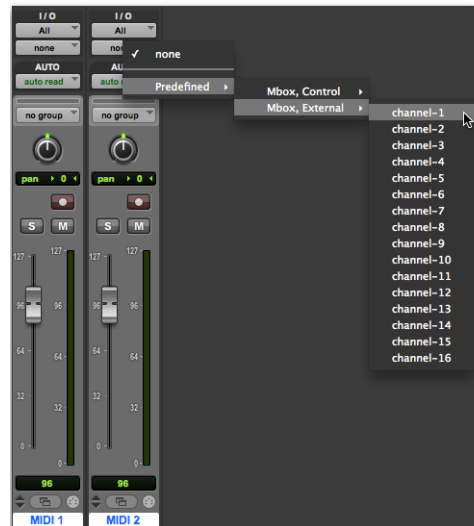 I / O
All
none
AUTO
auto read
no group
pan 0
S M
127 127
96 96
64 64
32 32
0 0
96
MIDI 1
I / O
All
AU
auto
no group
pan 0
S M
127 127
96 96
64 64
32 32
0 0
96
MIDI 2
✓ none
Predefined
Mbox, Control
Mbox, External
channel-1
channel-2
channel-3
channel-4
channel-5
channel-6
channel-7
channel-8
channel-9
channel-10
channel-11
channel-12
channel-13
channel-14
channel-15
channel-16